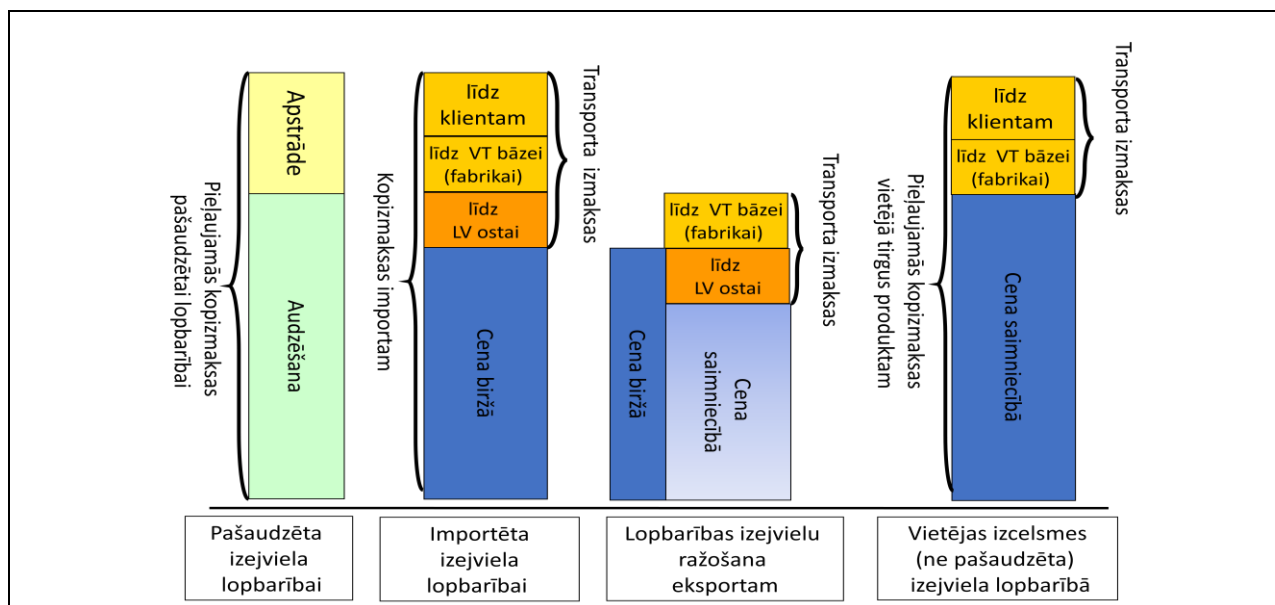 Pieļaujamās kopizmaksas
pašaudzētai lopbarībai
Apstrāde
Audzēšana
Kopizmaksas importam
līdz
klientam
līdz VT bāzei
(fabrikai)
līdz
LV ostai
Cena biržā
Transporta izmaksas
Cena biržā
līdz VT bāzei
(fabrikai)
līdz
LV ostai
Cena
saimniecībā
Transporta izmaksas
Pieļaujamās kopizmaksas
vietējā tirgus produktam
līdz
klientam
līdz VT bāzei
(fabrikai)
Cena saimniecībā
Transporta izmaksas
Pašaudzēta
izejviela
lopbarībai
Importēta
izejviela
lopbarībai
Lopbarības izejvielu
ražošana
eksportam
Vietējas izcelsmes
(ne pašaudzēta)
izejviela lopbarībā